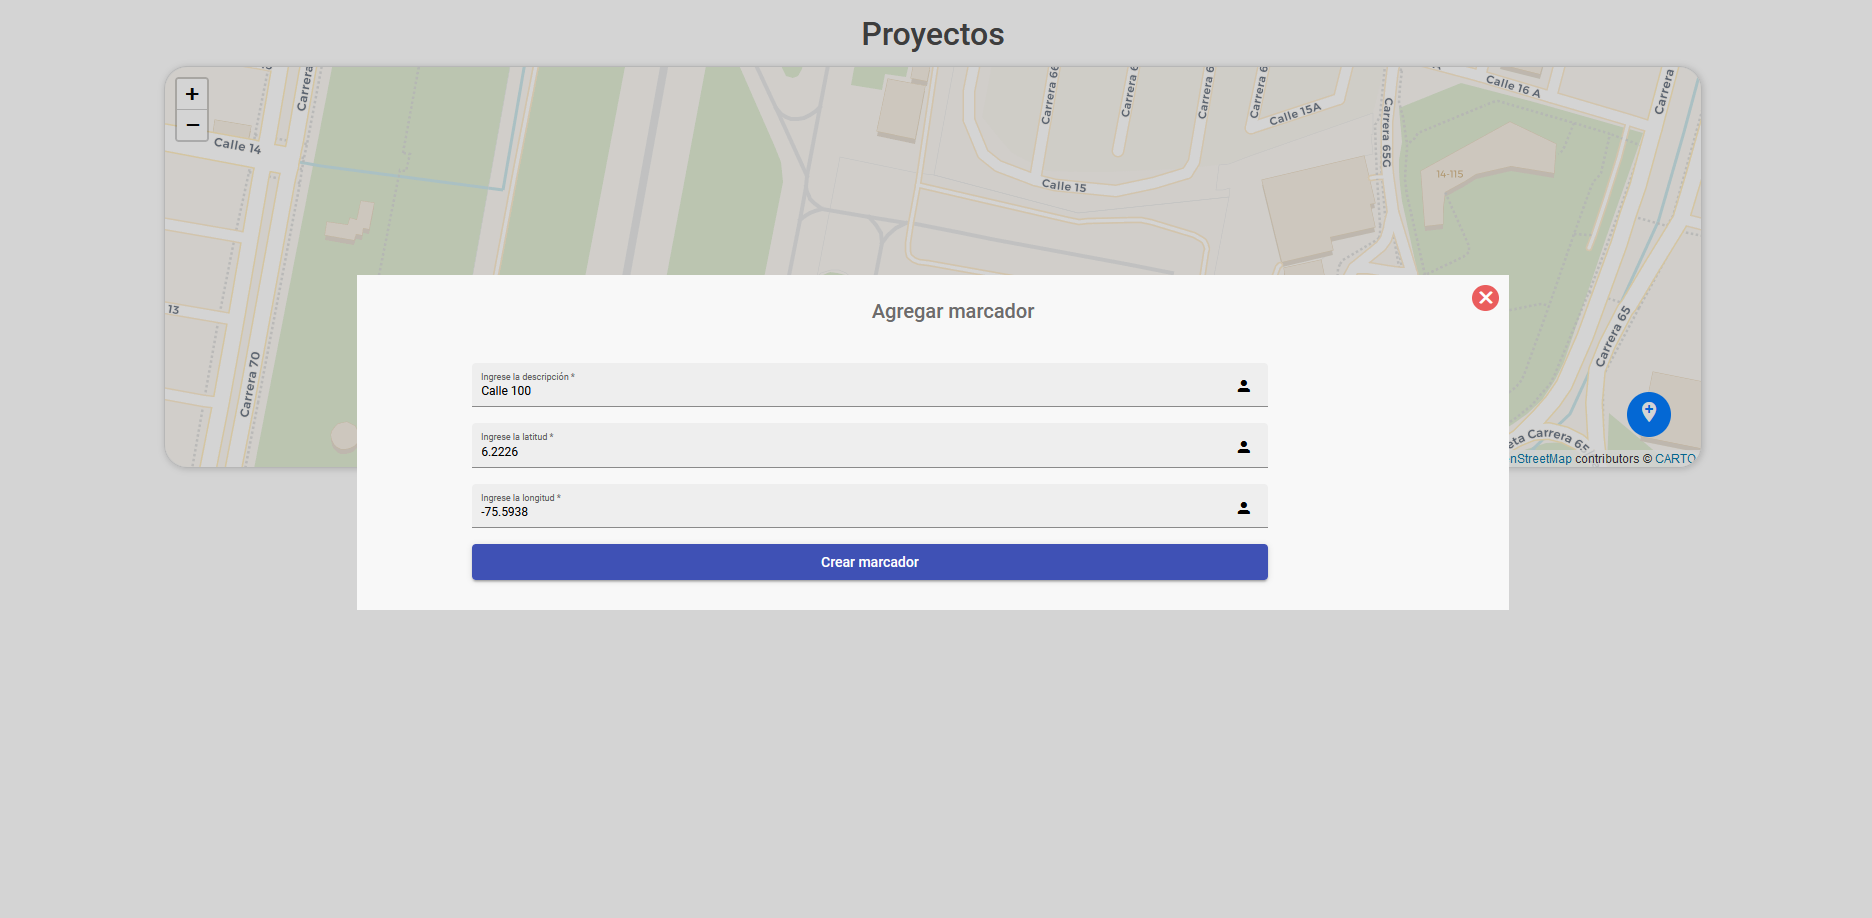 Proyectos
+
−
Carrera
Carrera 66
Carrera 6
Carrera 6
Carrera 6
Calle 15A
Calle 16 A
Carrera
Carrera 65G
Calle 14
Calle 15
14-115
13
Carrera 70
Carrera 65
Agregar marcador
Ingrese la descripción *
Calle 100
Ingrese la latitud *
6.2226
Ingrese la longitud *
-75.5938
Crear marcador
eta Carrera 65
nStreetMap contributors © CARTO